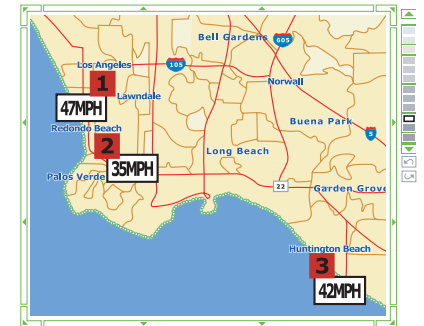 Bell Gardens
605
Los Angeles
105
1
Norwall
Lawndale
47MPH
Buena Park
Redondo Beach
5
2
Long Beach
35MPH
Palos Verde
22
Garden Grove
Huntington Beach
3
42MPH